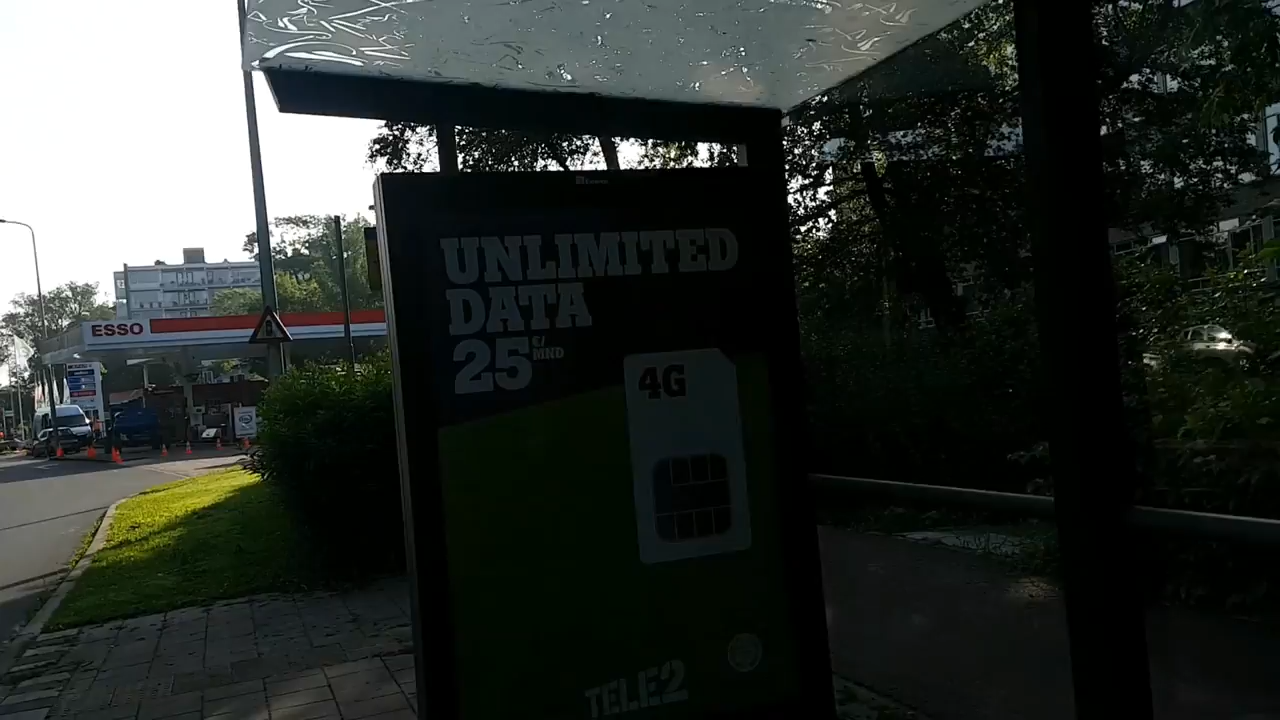 UNLIMITED
DATA
25 €/
MND
4G
TELE2
ESSO